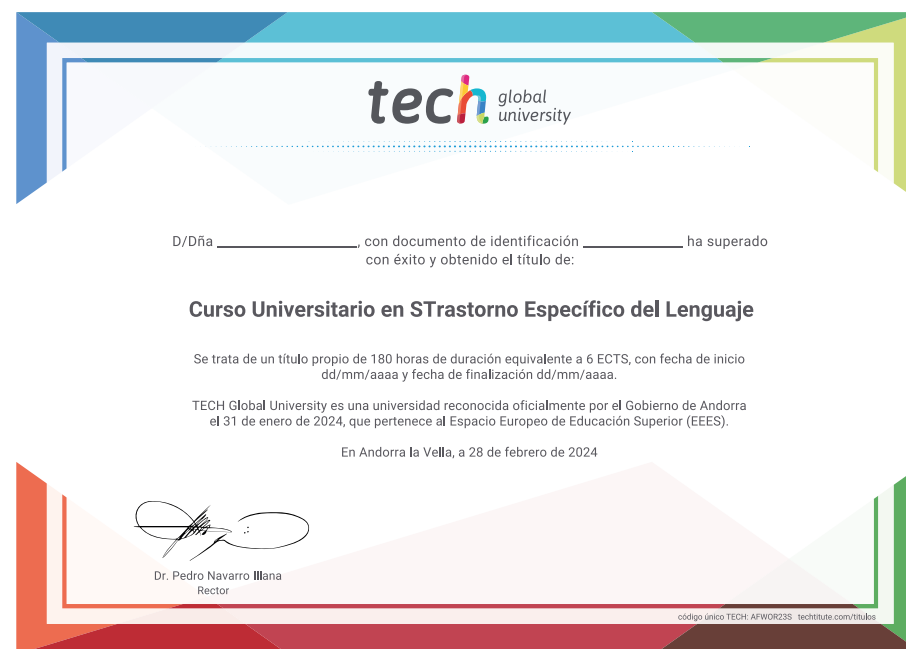 tech global university
D/Dña ____________________, con documento de identificación ______________ ha superado
con éxito y obtenido el título de:
Curso Universitario en STrastorno Específico del Lenguaje
Se trata de un título propio de 180 horas de duración equivalente a 6 ECTS, con fecha de inicio
dd/mm/aaaa y fecha de finalización dd/mm/aaaa.
TECH Global University es una universidad reconocida oficialmente por el Gobierno de Andorra
el 31 de enero de 2024, que pertenece al Espacio Europeo de Educación Superior (EEES).
En Andorra la Vella, a 28 de febrero de 2024
Dr. Pedro Navarro Illana
Rector
código único TECH: AFWOR23S techtitute.com/titulos